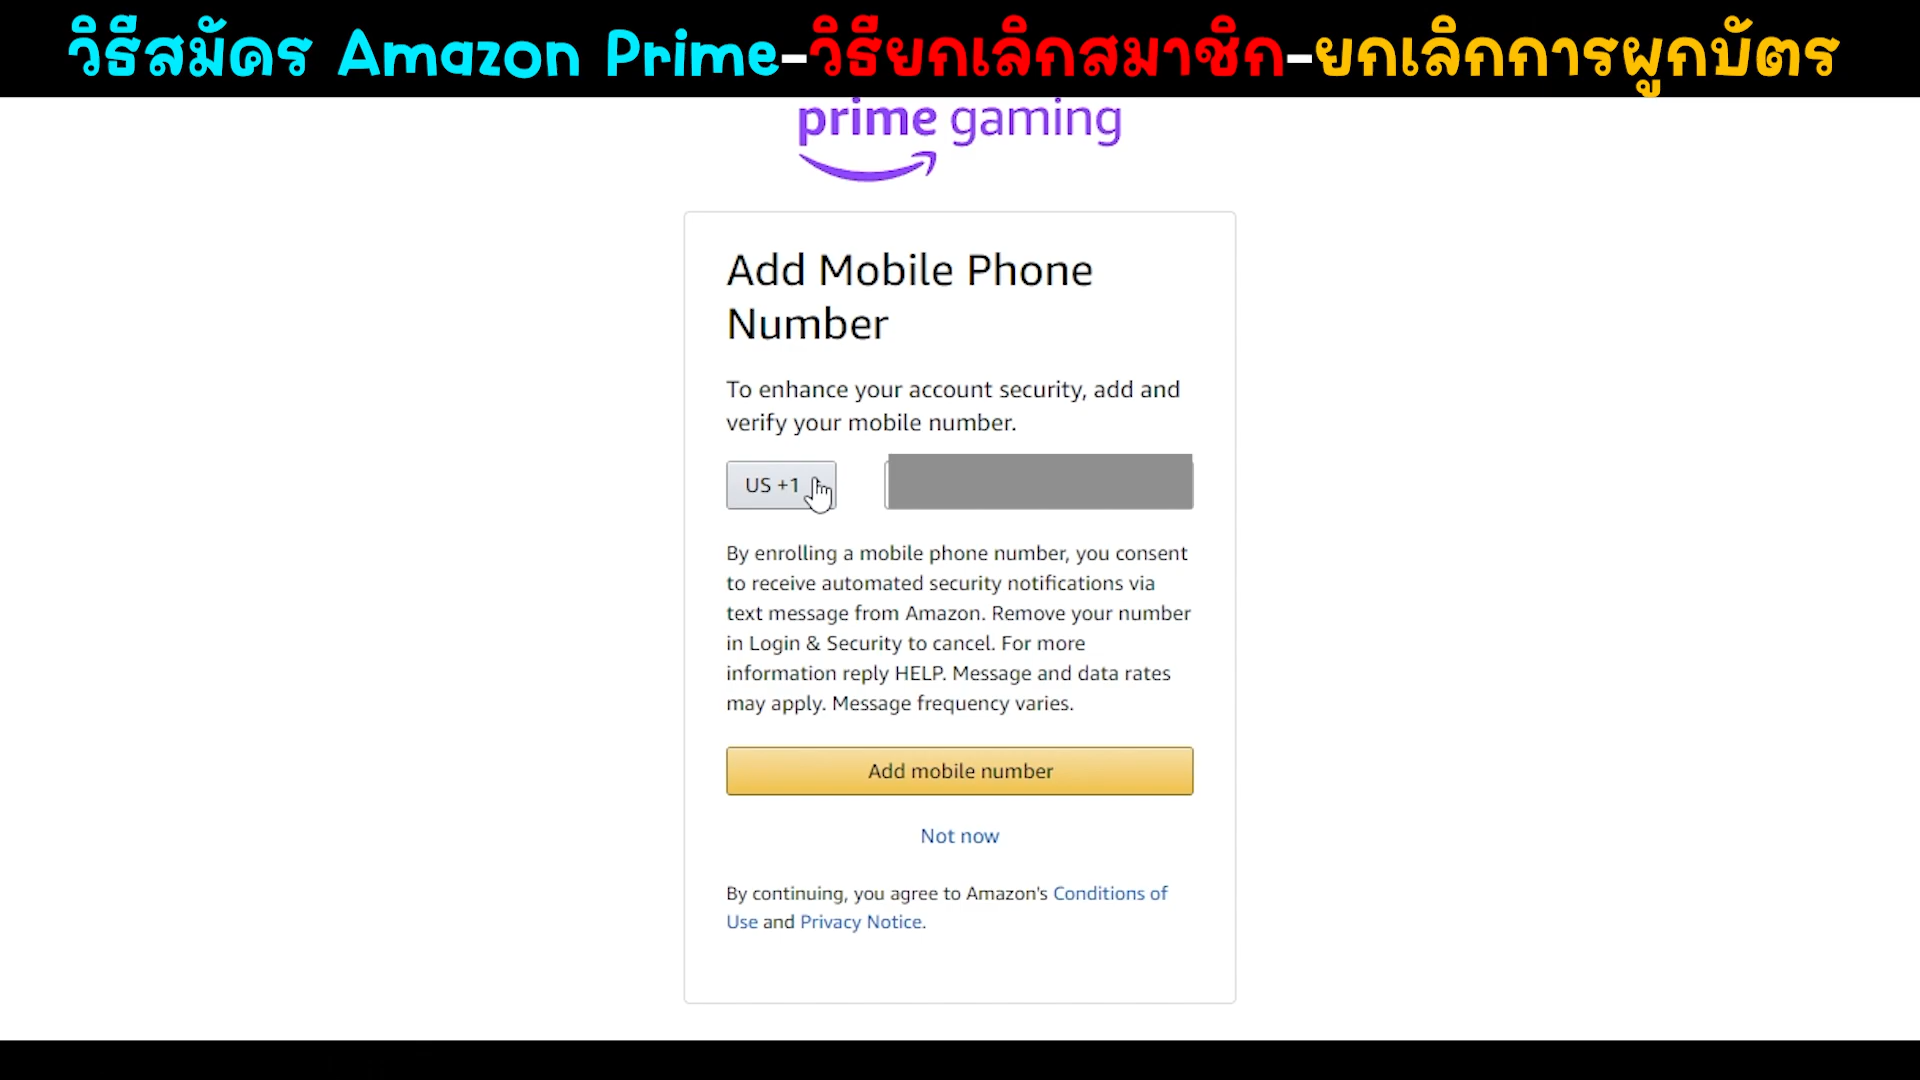 วิธีสมัคร Amazon Prime-วิธียกเลิกสมาชิก-ยกเลิกการผูกบัตร
prime gaming
Add Mobile Phone
Number
To enhance your account security, add and
verify your mobile number.
US +1
By enrolling a mobile phone number, you consent
to receive automated security notifications via
text message from Amazon. Remove your number
in Login & Security to cancel. For more
information reply HELP. Message and data rates
may apply. Message frequency varies.
Add mobile number
Not now
By continuing, you agree to Amazon's Conditions of
Use and Privacy Notice.